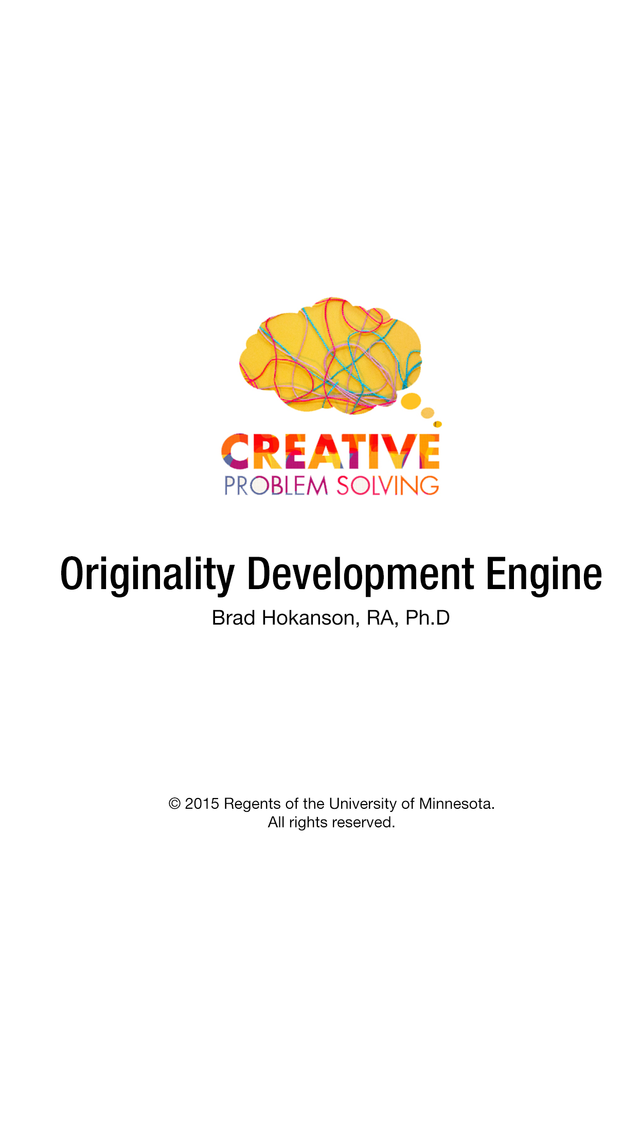 CREATIVE
PROBLEM SOLVING
Originality Development Engine
Brad Hokanson, RA, Ph.D
© 2015 Regents of the University of Minnesota.
All rights reserved.